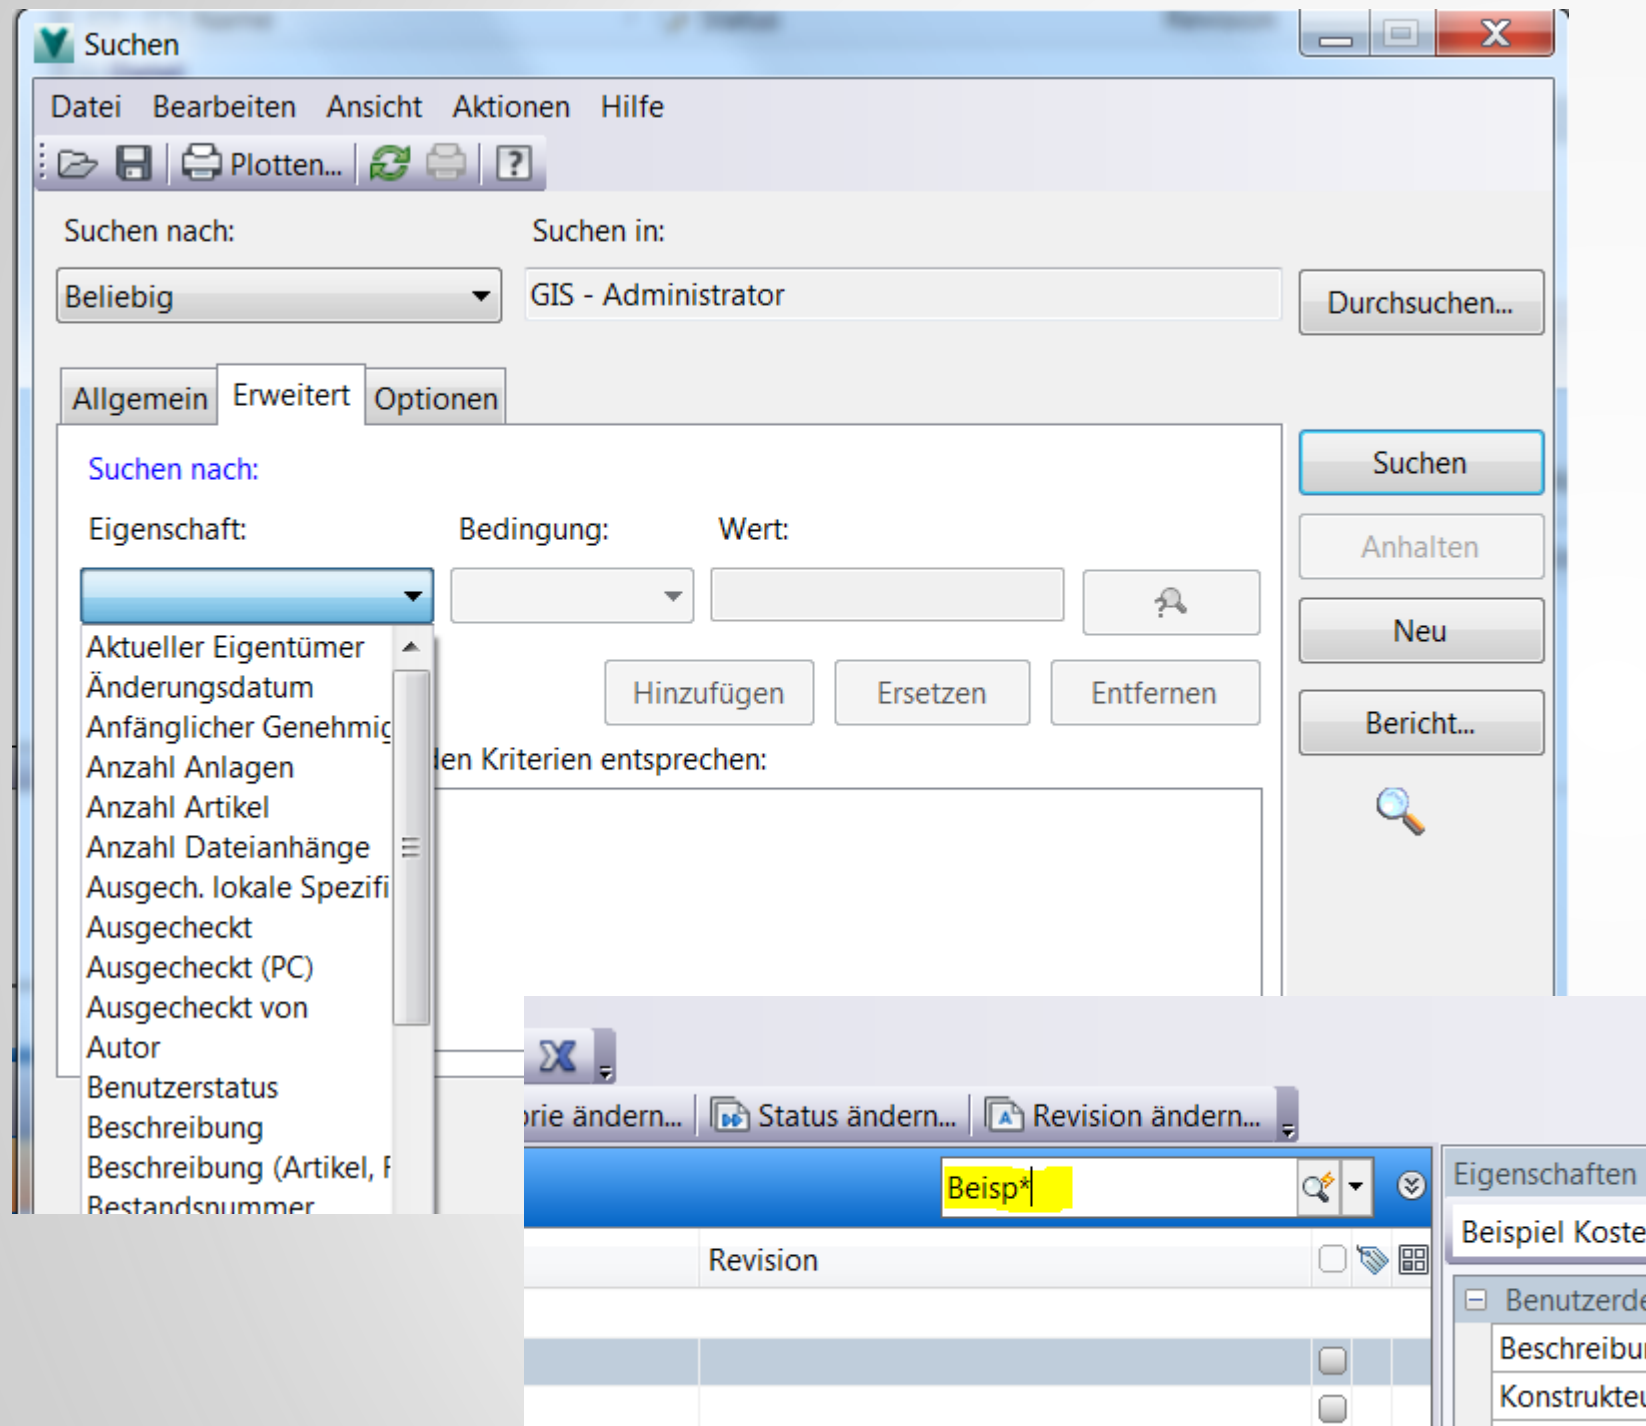 Suchen
Datei Bearbeiten Ansicht Aktionen Hilfe
Plotten...
Suchen nach: Suchen in:
Beliebig GIS - Administrator Durchsuchen...
Allgemein Erweitert Optionen
Suchen nach: Suchen
Eigenschaft: Bedingung: Wert:
Anhalten
Neu
Aktueller Eigentümer
Änderungsdatum Hinzufügen Ersetzen Entfernen
Anfänglicher Genehmig Bericht...
Anzahl Anlagen den Kriterien entsprechen:
Anzahl Artikel
Anzahl Dateianhänge
Ausgech. lokale Spezifi
Ausgecheckt
Ausgecheckt (PC)
Ausgecheckt von
Autor
Benutzerstatus
Beschreibung
Beschreibung (Artikel, F
Bestandsnummer
orie ändern... Status ändern... Revision ändern...
Beisp* Eigenschaften
Beispiel Koste
Revision
Benutzerde
Beschreibu
Konstrukteu